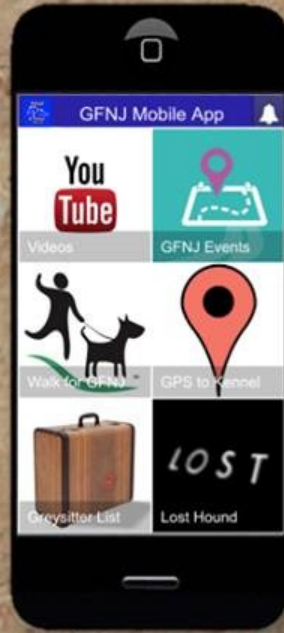 GFNJ Mobile App
You
Tube
Videos
GFNJ Events
Walk for GFNJ
GPS to Kennel
LOST
Greysitter List
Lost Hound